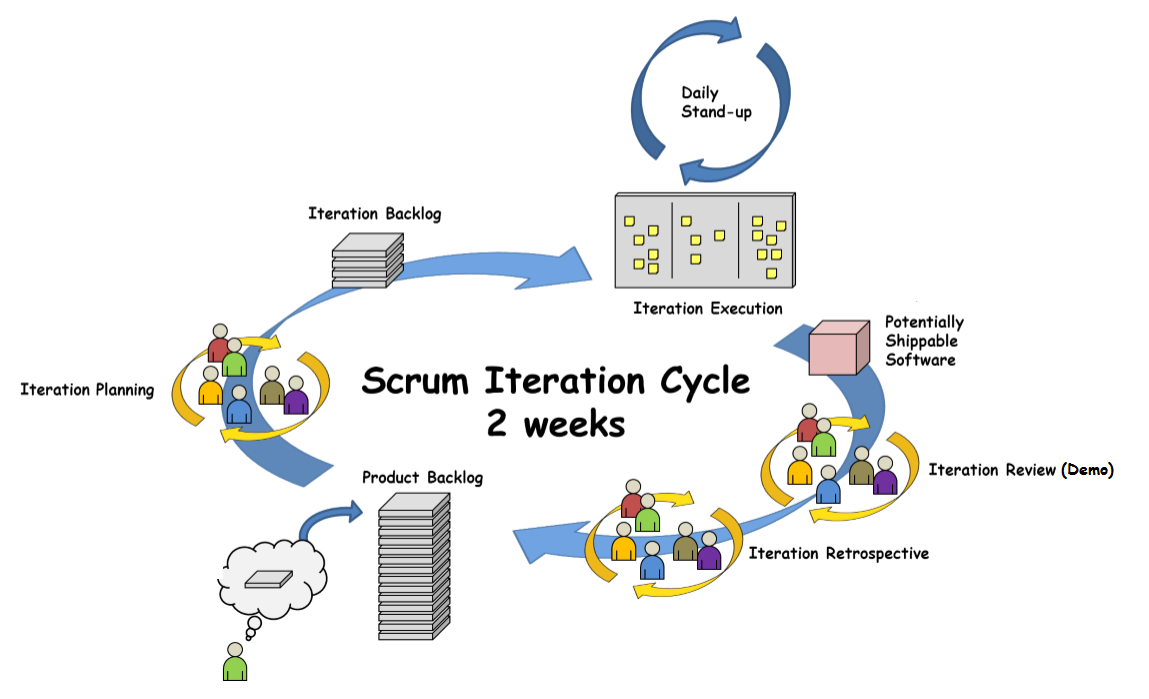 Daily
Stand-up
Iteration Backlog
Iteration Execution
Potentially
Shippable
Software
Iteration Planning
Scrum Iteration Cycle
2 weeks
Product Backlog
Iteration Review (Demo)
Iteration Retrospective